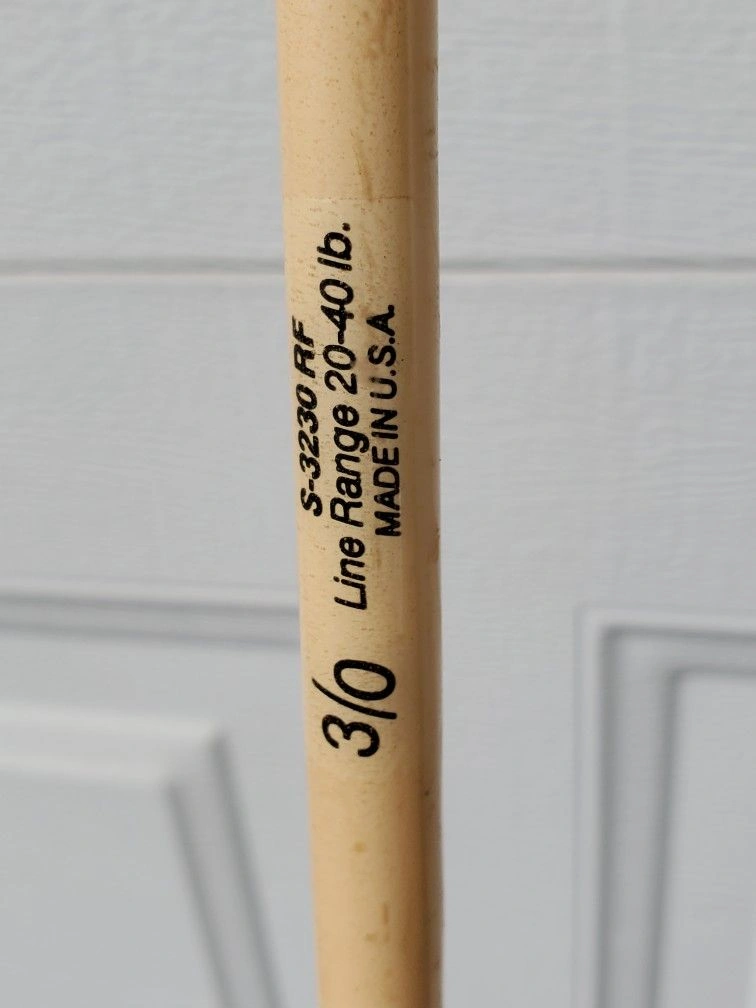 S-3230 RF
Line Range 20-40 lb.
MADE IN U.S.A.
3/0